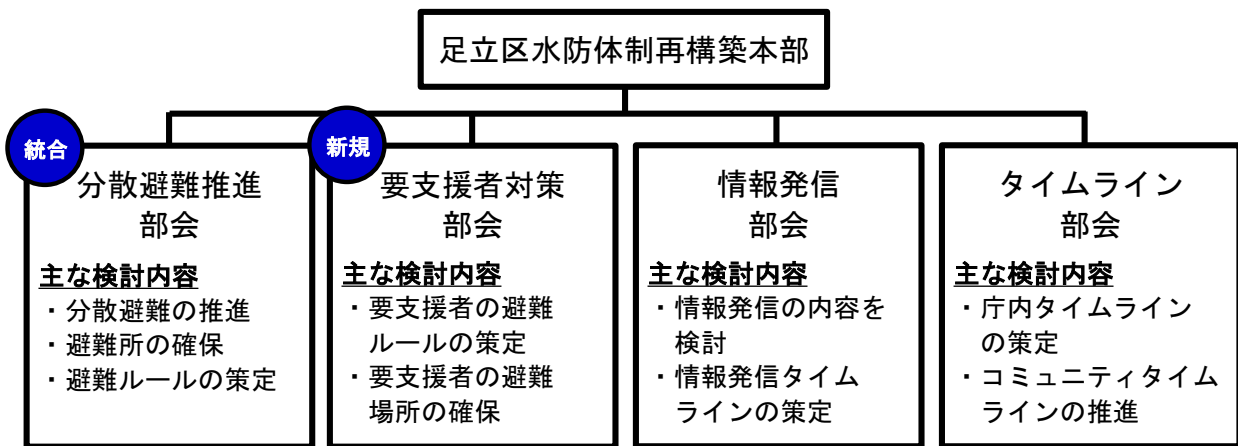 足立区水防体制再構築本部
統合
分散避難推進
部会
主な検討内容
・分散避難の推進
・避難所の確保
・避難ルールの策定
新規
要支援者対策
部会
主な検討内容
・要支援者の避難
ルールの策定
・要支援者の避難
場所の確保
情報発信
部会
主な検討内容
・情報発信の内容を
検討
・情報発信タイム
ラインの策定
タイムライン
部会
主な検討内容
・庁内タイムライン
の策定
・コミュニティタイム
ラインの推進